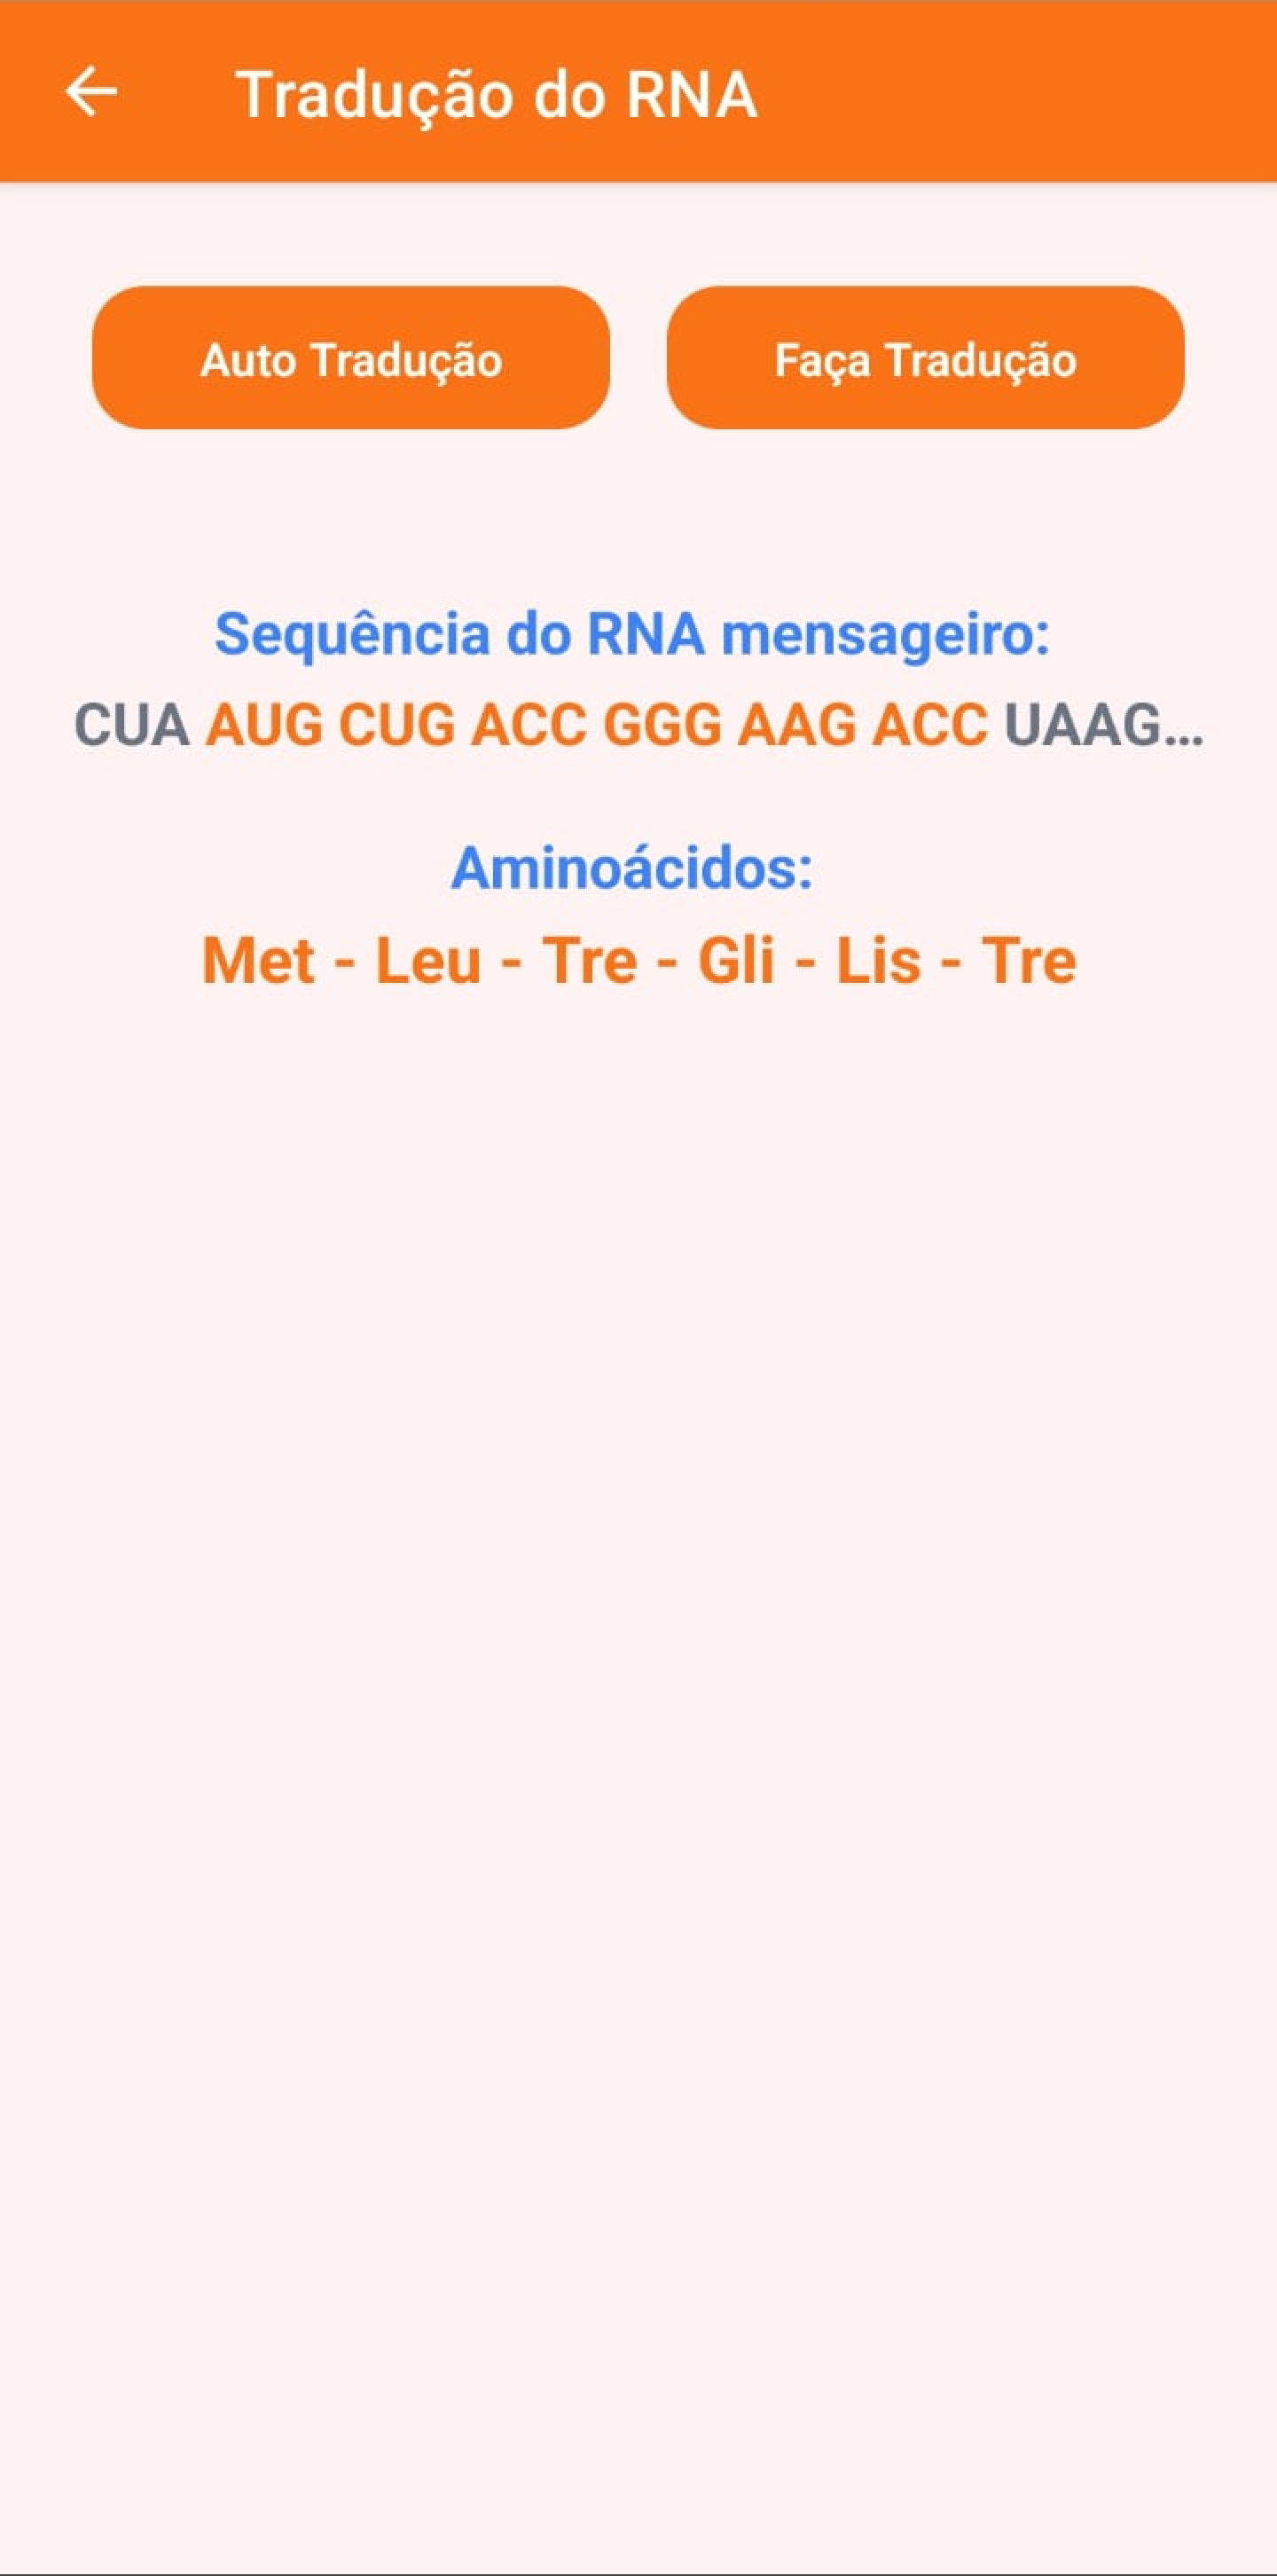 Tradução do RNA
Auto Tradução
Faça Tradução
Sequência do RNA mensageiro:
CUA AUG CUG ACC GGG AAG ACC UAAG...
Aminoácidos:
Met - Leu - Tre - Gli - Lis - Tre